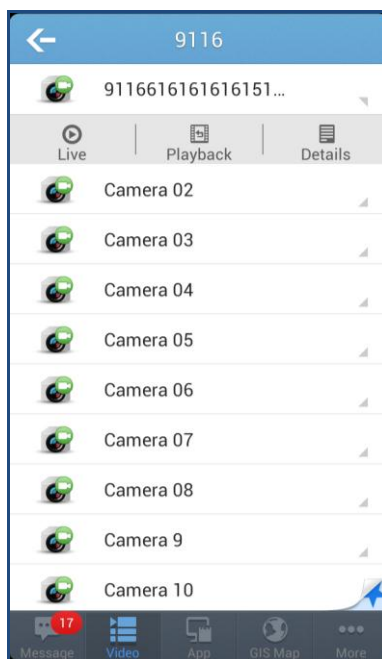 9116
9116616161616151...
Live Playback Details
Camera 02
Camera 03
Camera 04
Camera 05
Camera 06
Camera 07
Camera 08
Camera 9
Camera 10
17
Message Video App GIS Map More